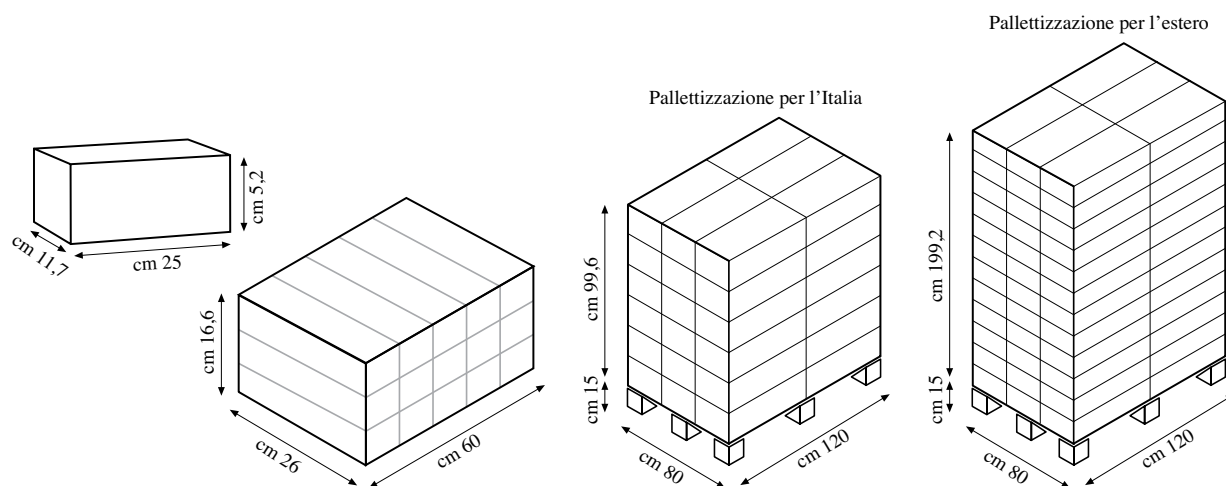 Pallettizzazione per l’estero
Pallettizzazione per l’Italia
cm 5,2
cm 11,7
cm 25
cm 16,6
cm 26
cm 60
cm 99,6
cm 15
cm 80
cm 120
cm 199,2
cm 15
cm 80
cm 120